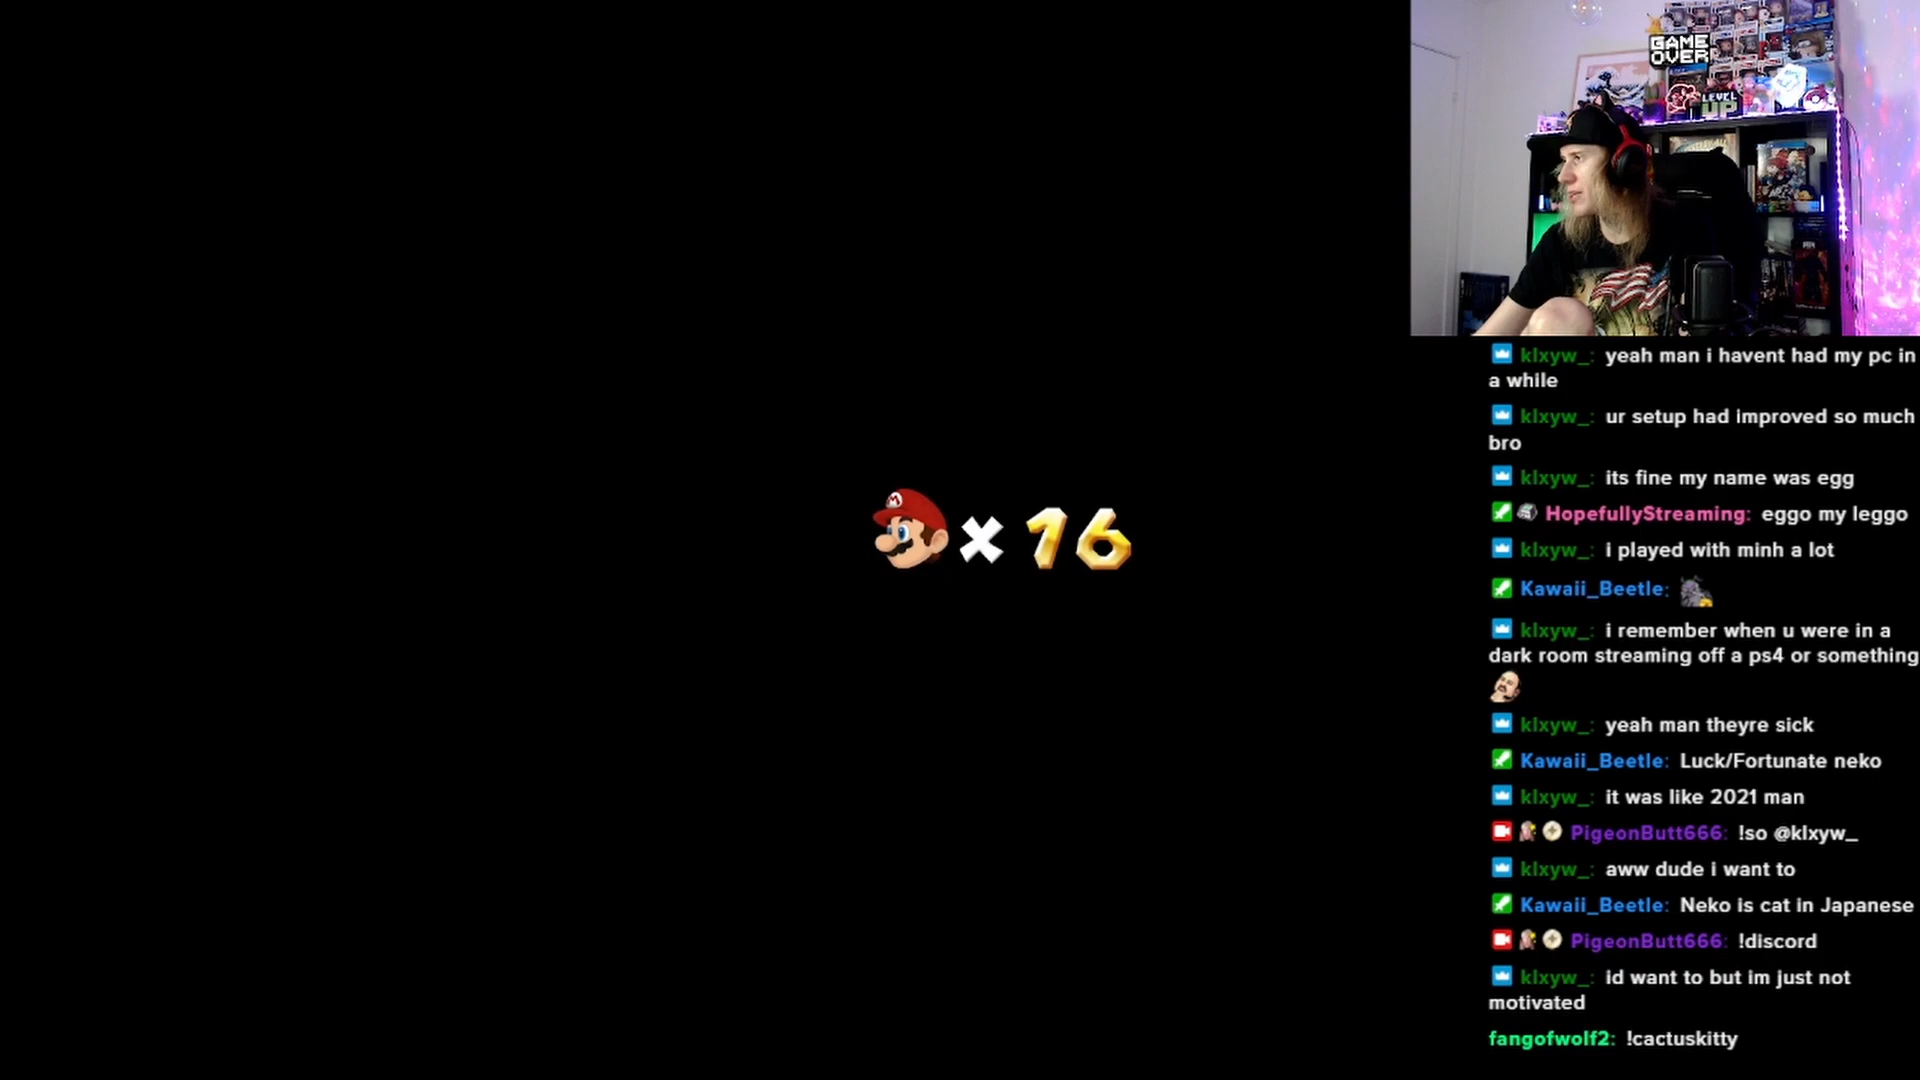 GAME
OVER
LEVEL
UP
M
× 16
klxyw_: yeah man i havent had my pc in
a while
klxyw_: ur setup had improved so much
bro
klxyw_: its fine my name was egg
HopefullyStreaming: eggo my leggo
klxyw_: i played with minh a lot
Kawaii_Beetle:
klxyw_: i remember when u were in a
dark room streaming off a ps4 or something
klxyw_: yeah man theyre sick
Kawaii_Beetle: Luck/Fortunate neko
klxyw_: it was like 2021 man
PigeonButt666: !so @klxyw_
klxyw_: aww dude i want to
Kawaii_Beetle: Neko is cat in Japanese
PigeonButt666: !discord
klxyw_: id want to but im just not
motivated
fangofwolf2: !cactuskitty